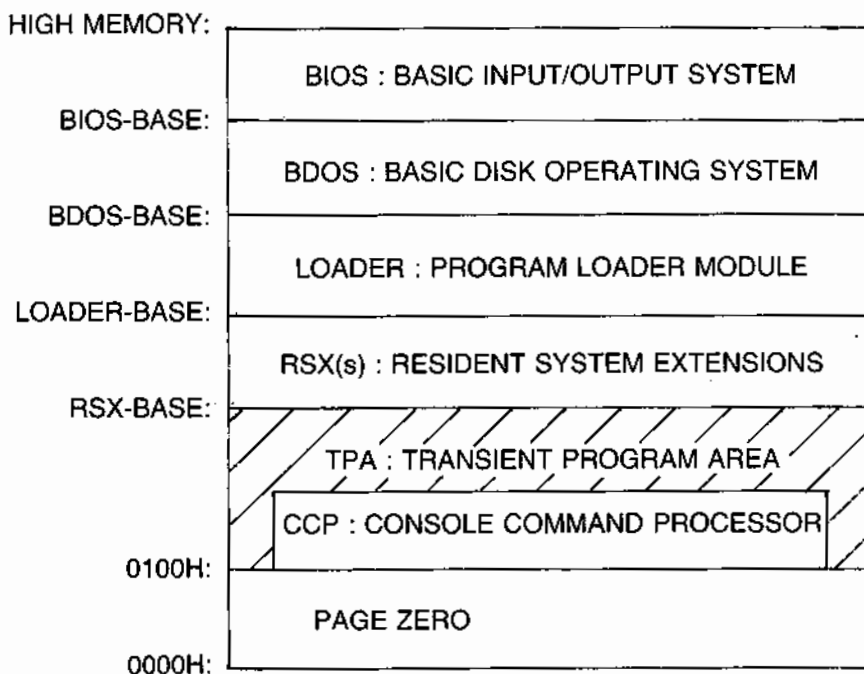 HIGH MEMORY:
BIOS : BASIC INPUT/OUTPUT SYSTEM
BIOS-BASE:
BDOS : BASIC DISK OPERATING SYSTEM
BDOS-BASE:
LOADER : PROGRAM LOADER MODULE
LOADER-BASE:
RSX(s) : RESIDENT SYSTEM EXTENSIONS
RSX-BASE:
TPA : TRANSIENT PROGRAM AREA
CCP : CONSOLE COMMAND PROCESSOR
0100H:
PAGE ZERO
0000H: